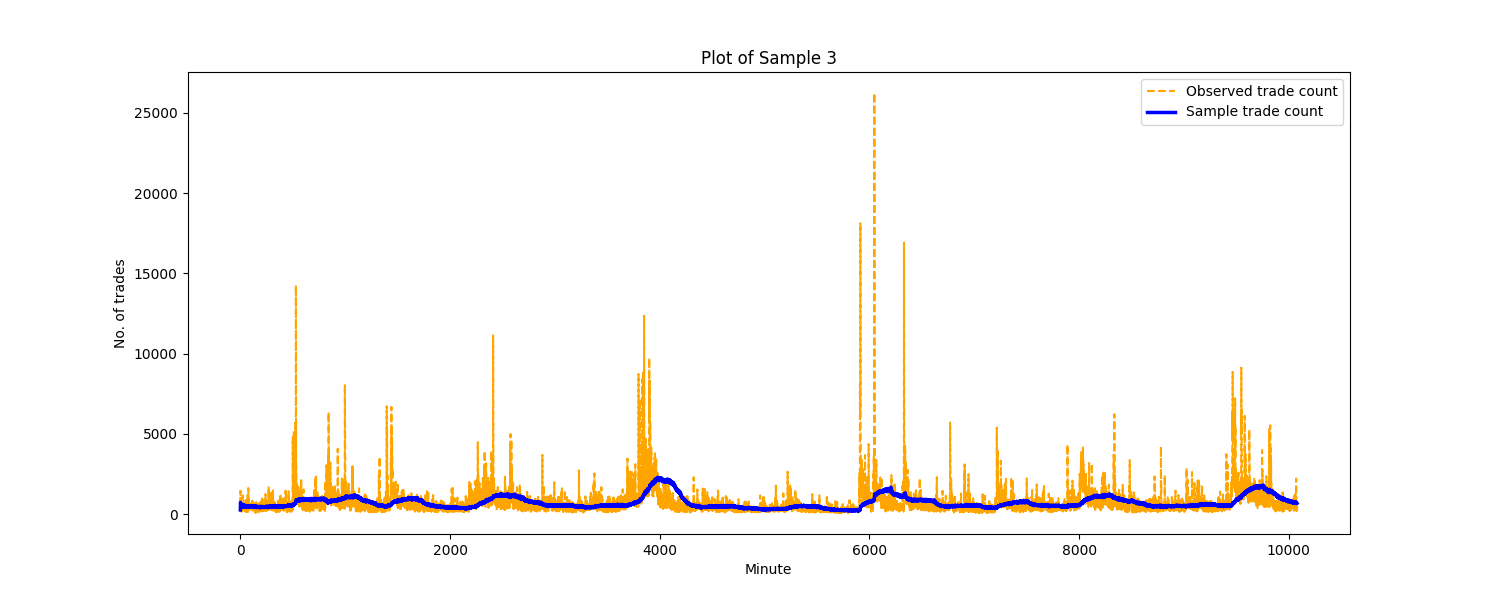 Plot of Sample 3
Observed trade count
Sample trade count
No. of trades
25000
20000
15000
10000
5000
0
0 2000 4000 6000 8000 10000
Minute